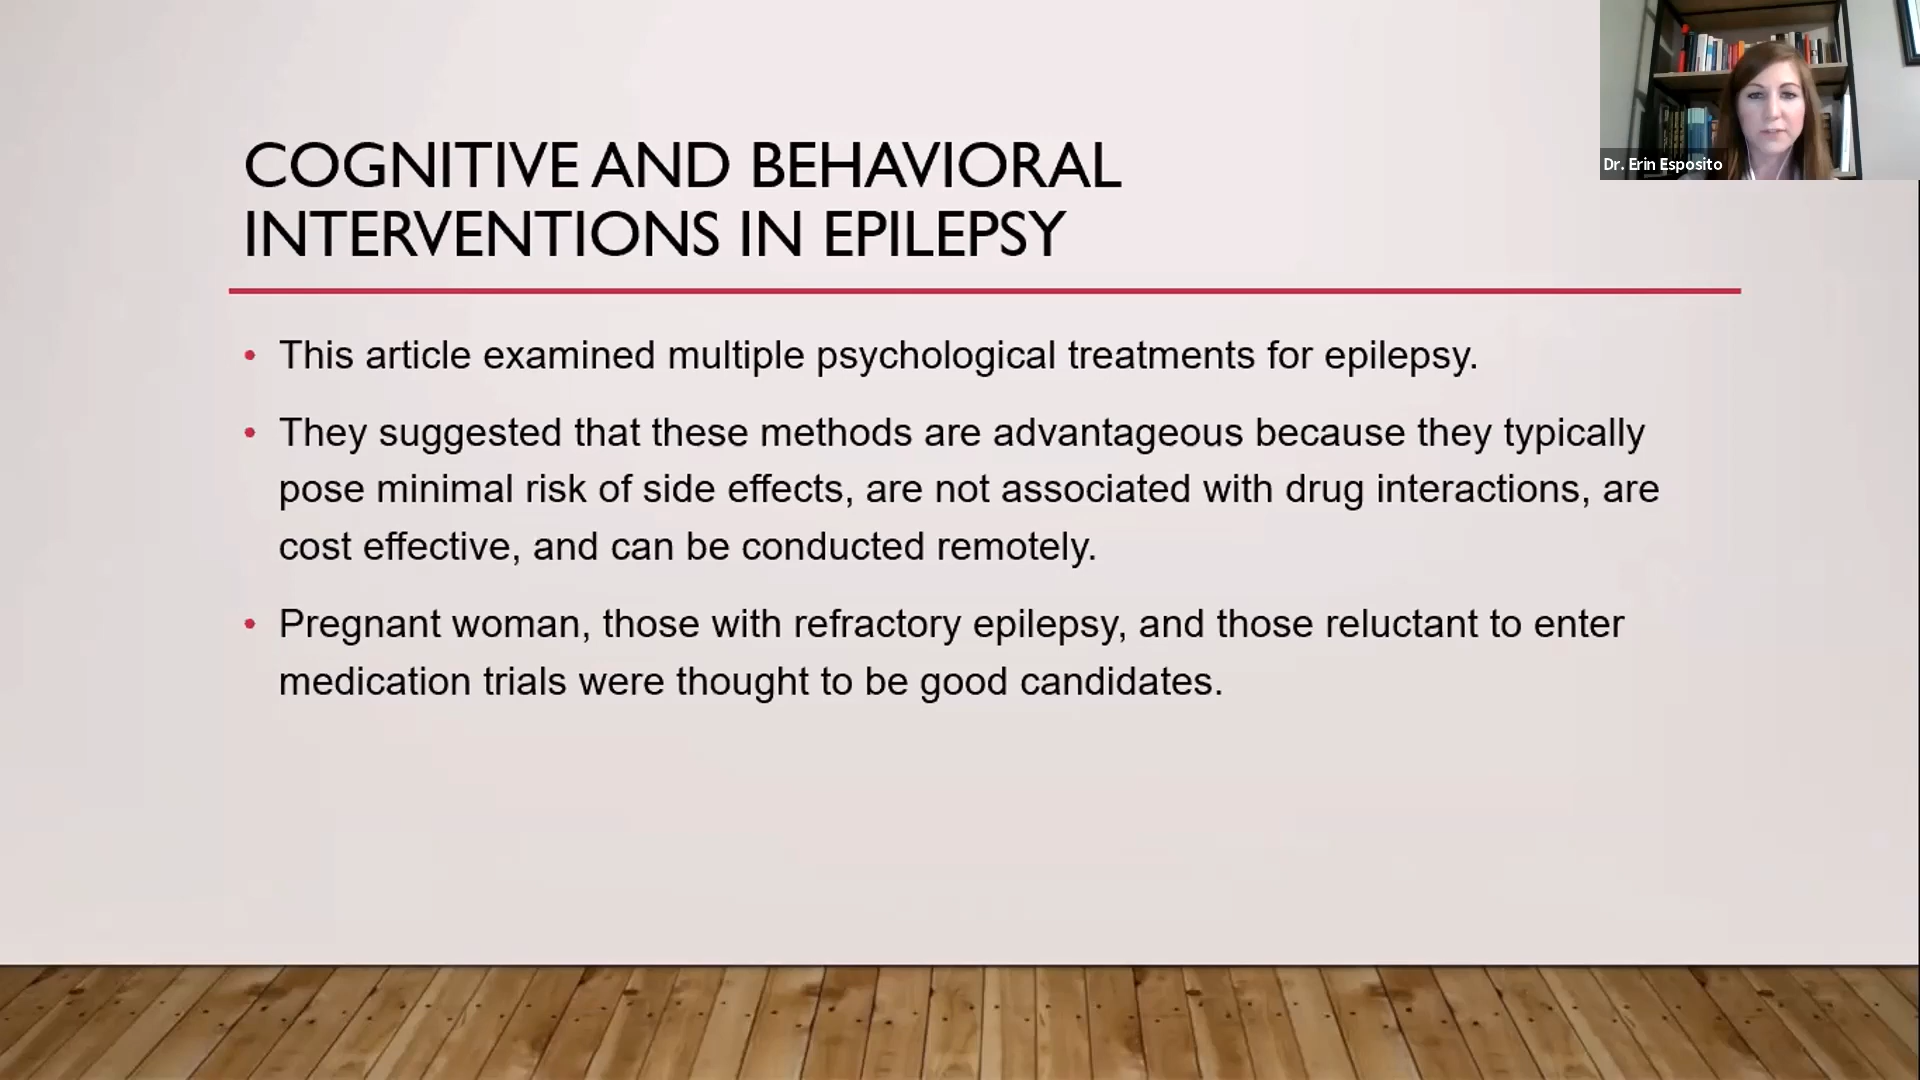 COGNITIVE AND BEHAVIORAL
INTERVENTIONS IN EPILEPSY
• This article examined multiple psychological treatments for epilepsy.
• They suggested that these methods are advantageous because they typically
pose minimal risk of side effects, are not associated with drug interactions, are
cost effective, and can be conducted remotely.
• Pregnant woman, those with refractory epilepsy, and those reluctant to enter
medication trials were thought to be good candidates.
Dr. Erin Esposito